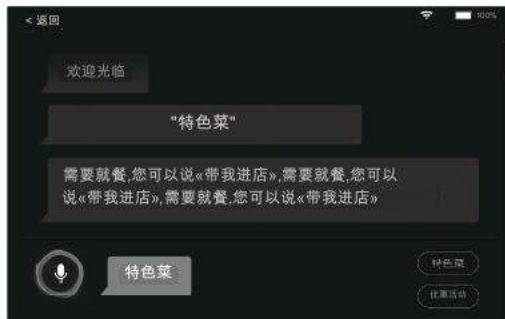 < 返回
100%
欢迎光临
"特色菜"
需要就餐,您可以说«带我进店»,需要就餐,您可以
说«带我进店»,需要就餐,您可以说«带我进店»
特色菜
特色菜
优惠活动